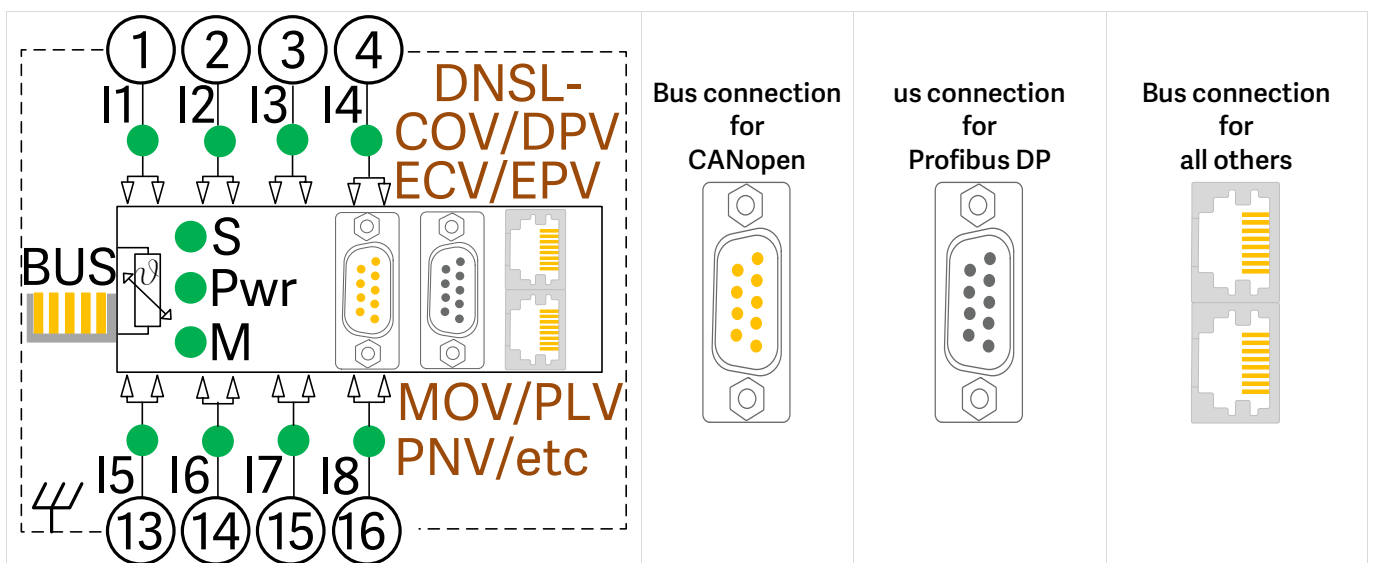 1 2 3 4
I1 I2 I3 I4
DNSL-
COV/DPV
ECV/EPV
BUS
ϑ
S
Pwr
M
MOV/PLV
PNV/etc
I5 I6 I7 I8
13 14 15 16
Bus connection
for
CANopen
us connection
for
Profibus DP
Bus connection
for
all others